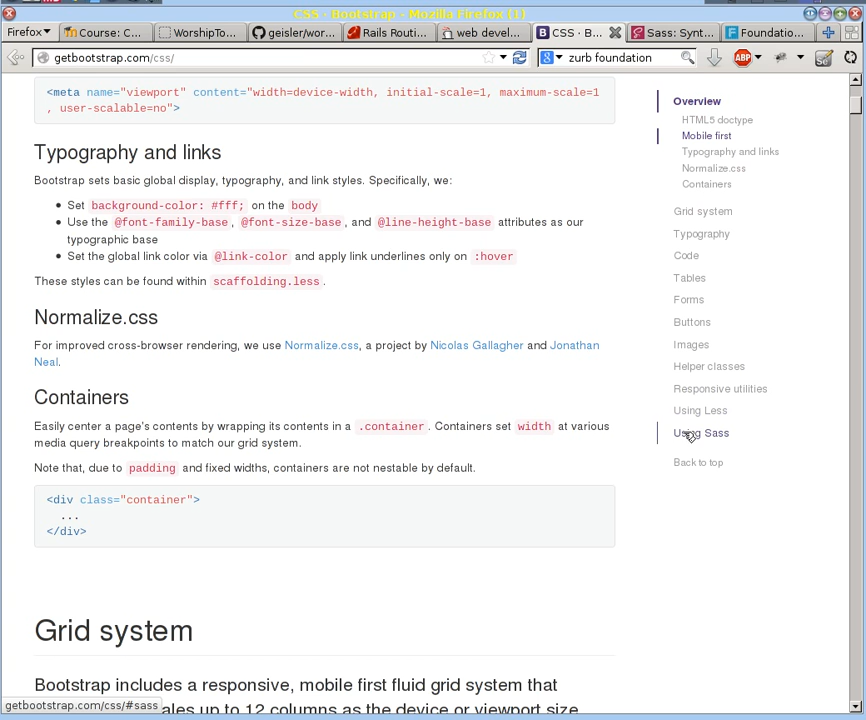 CSS · Bootstrap - Mozilla Firefox [1]
Firefox
Course: C...
WorshipTo...
geisler/wor...
Rails Routi...
web devel...
CSS · B...
Sass: Synt...
Foundatio...
getbootstrap.com/css/
zurb foundation
ABP
<meta name="viewport" content="width=device-width, initial-scale=1, maximum-scale=1
, user-scalable=no">
Typography and links
Bootstrap sets basic global display, typography, and link styles. Specifically, we:
Set background-color: #fff; on the body
Use the @font-family-base, @font-size-base, and @line-height-base attributes as our
typographic base
Set the global link color via @link-color and apply link underlines only on :hover
These styles can be found within scaffolding.less.
Normalize.css
For improved cross-browser rendering, we use Normalize.css, a project by Nicolas Gallagher and Jonathan
Neal.
Containers
Easily center a page's contents by wrapping its contents in a .container. Containers set width at various
media query breakpoints to match our grid system.
Note that, due to padding and fixed widths, containers are not nestable by default.
<div class="container">
...
</div>
Grid system
Bootstrap includes a responsive, mobile first fluid grid system that
ales up to 12 columns as the device or viewport size
Overview
HTML5 doctype
Mobile first
Typography and links
Normalize.css
Containers
Grid system
Typography
Code
Tables
Forms
Buttons
Images
Helper classes
Responsive utilities
Using Less
Using Sass
Back to top
getbootstrap.com/css/#sass